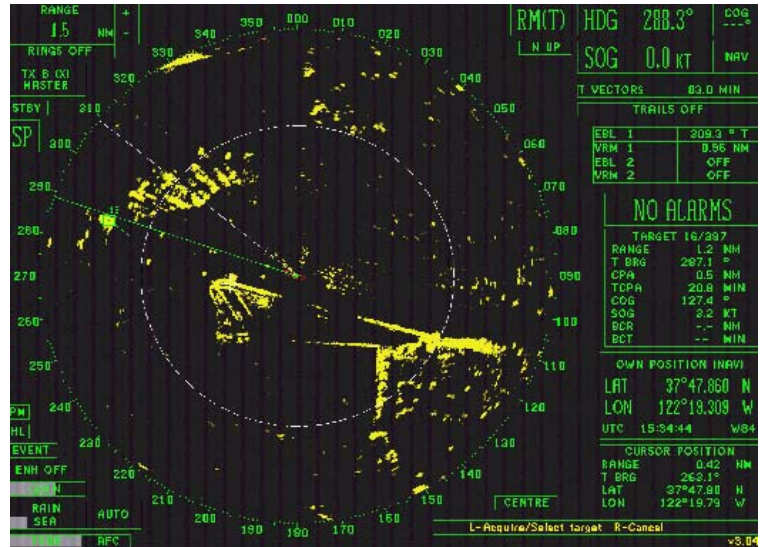 RANGE
1.5 NM
+
-
RINGS OFF
TX B (X)
MASTER
STBY
SP
RM(T)
N UP
HDG 288.3°
SOG 0.0 KT
COG
---°
NAV
T VECTORS 03.0 MIN
TRAILS OFF
EBL 1 309.3 ° T
VRM 1 0.95 NM
EBL 2 OFF
VRM 2 OFF
NO ALARMS
TARGET 16/397
RANGE 1.2 NM
T BRG 287.1 °
CPA 0.5 NM
TCPA 20.8 MIN
COG 127.4 °
SOG 3.2 KT
BCR -.- NM
BCT -- MIN
OWN POSITION (NAV)
LAT 37°47.860 N
LON 122°19.309 W
UTC 15:34:44 W84
CURSOR POSITION
RANGE 0.42 NM
T BRG 263.1°
LAT 37°47.80 N
LON 122°19.79 W
L-Acquire/Select target R-Cancel
v3.04
000
010
020
030
040
050
060
070
080
090
100
110
120
130
140
150
160
170
180
190
200
210
220
230
240
250
260
270
280
290
300
310
320
330
PM
HL
EVENT
ENH OFF
GAIN
RAIN
SEA
AUTO
AFC
CENTRE